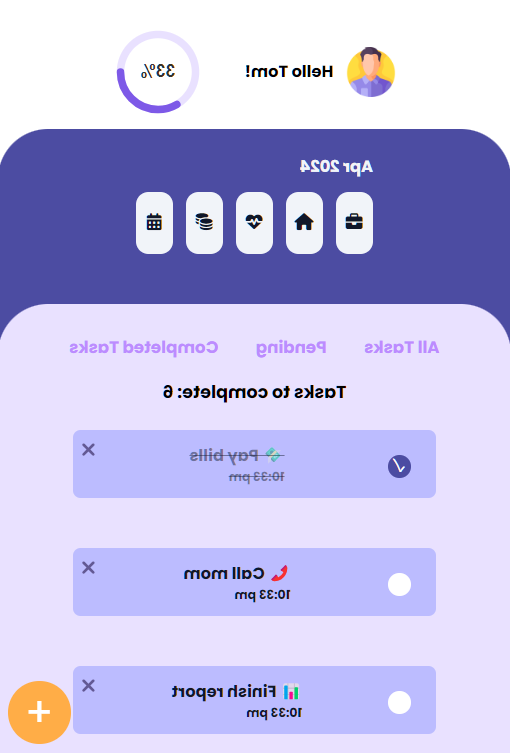 Hello Tom!
33%
Apr 2024
All Tasks Pending Completed Tasks
Tasks to complete: 6
💸 Pay bills
10:33 pm
📞 Call mom
10:33 pm
📊 Finish report
10:33 pm